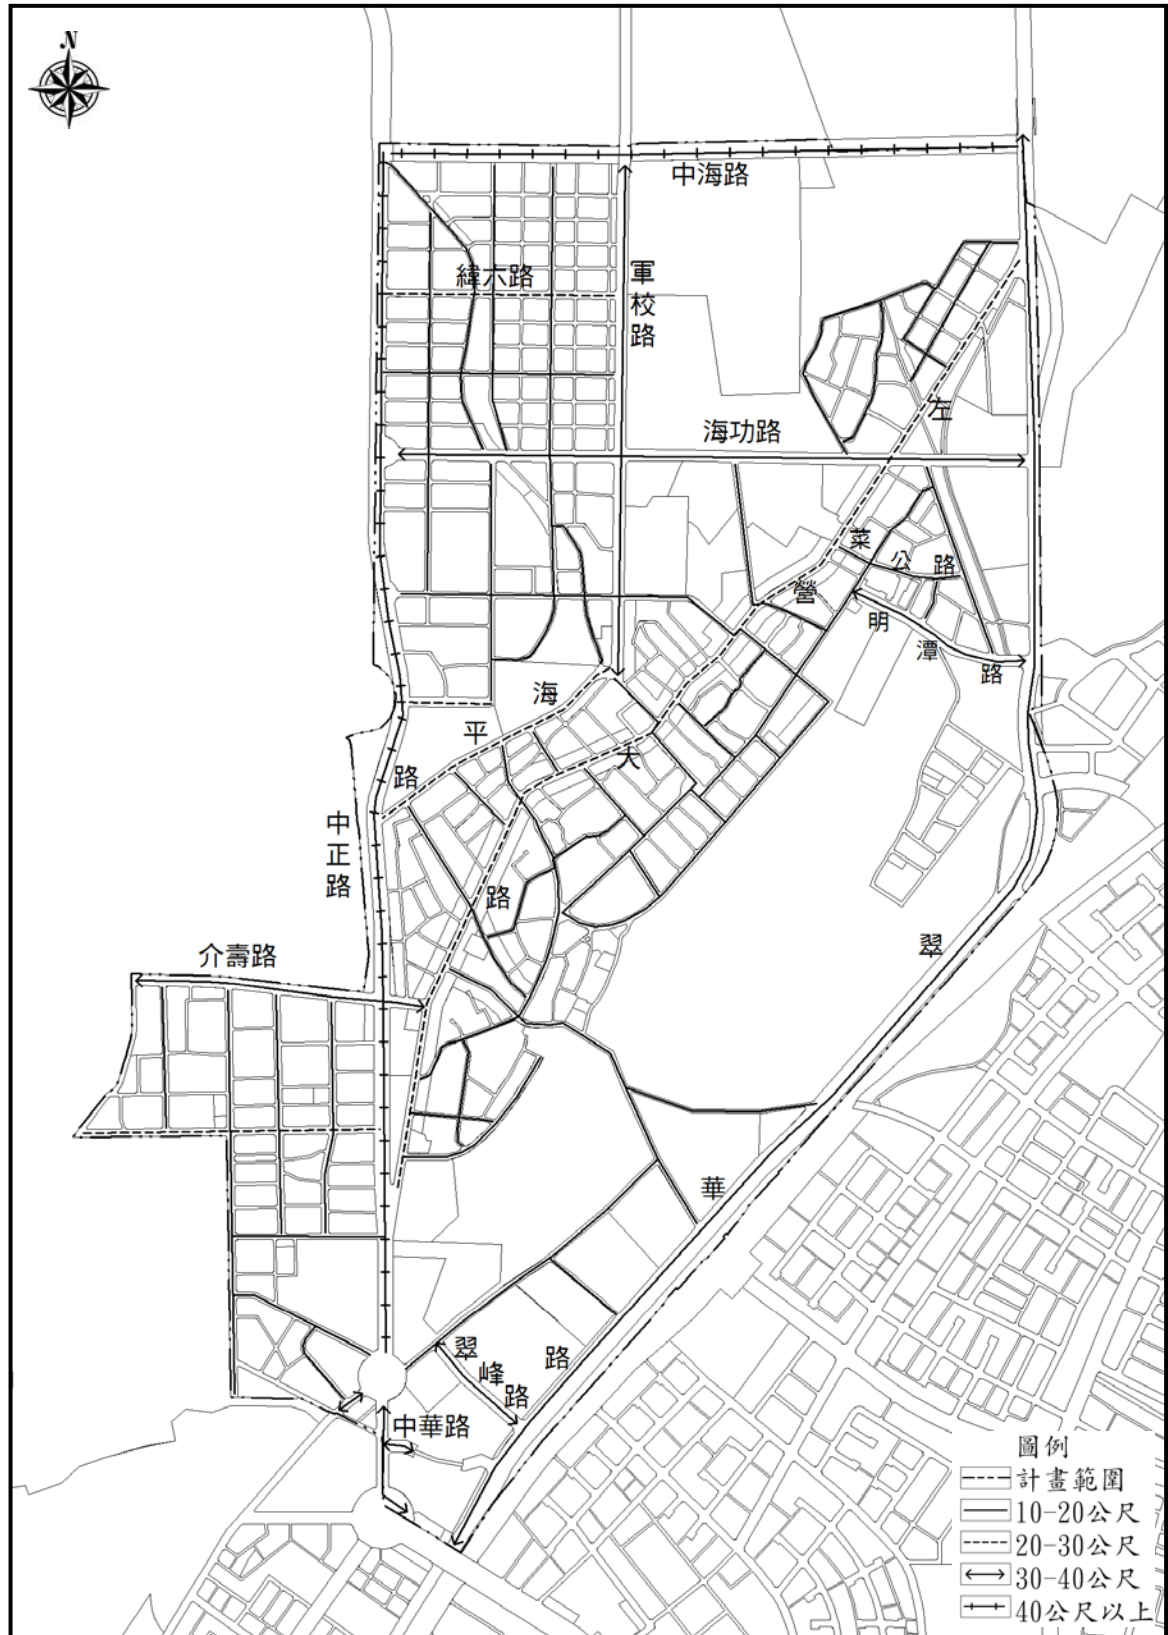 N
中海路
緯六路
軍校路
海功路
左營大路
菜公路
明潭路
海平路
中正路
介壽路
翠華路
翠峰路
中華路
圖例
計畫範圍
10-20公尺
20-30公尺
30-40公尺
40公尺以上